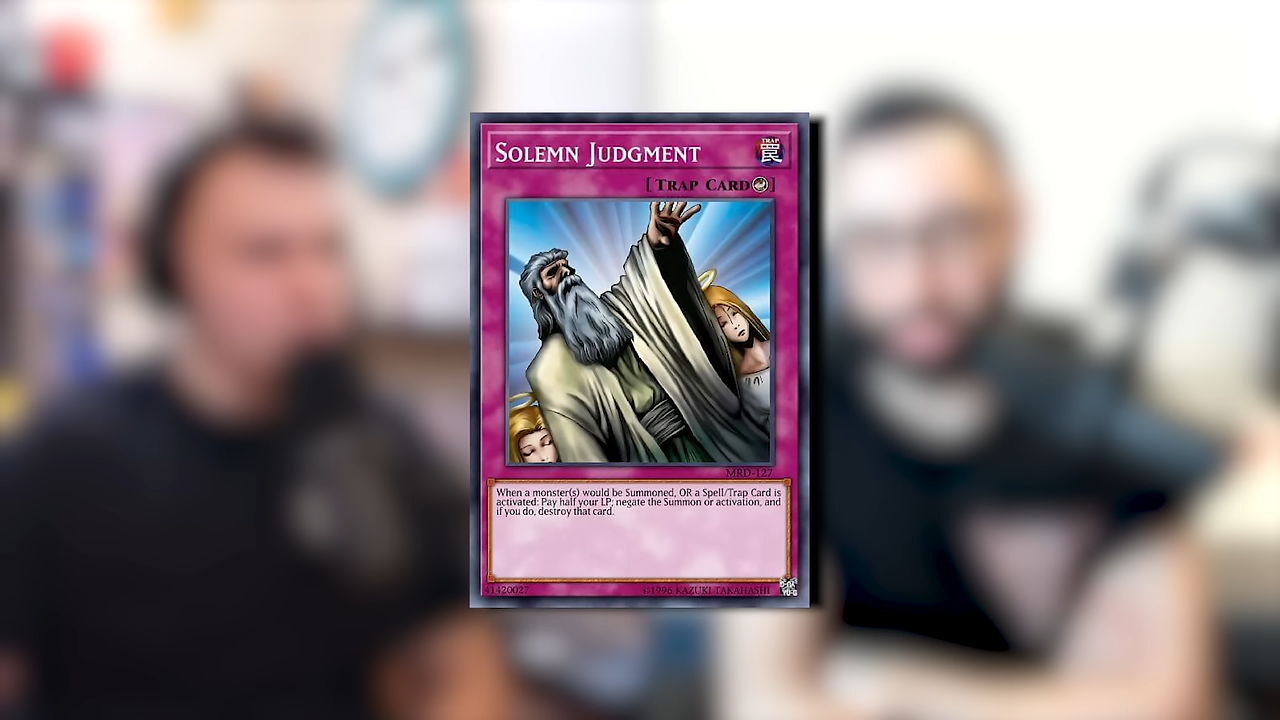 SOLEMN JUDGMENT
TRAP
罠
[TRAP CARD]
MRD-127
When a monster(s) would be Summoned, OR a Spell/Trap Card is
activated: Pay half your LP; negate the Summon or activation, and
if you do, destroy that card.
41420027
©1996 KAZUKI TAKAHASHI